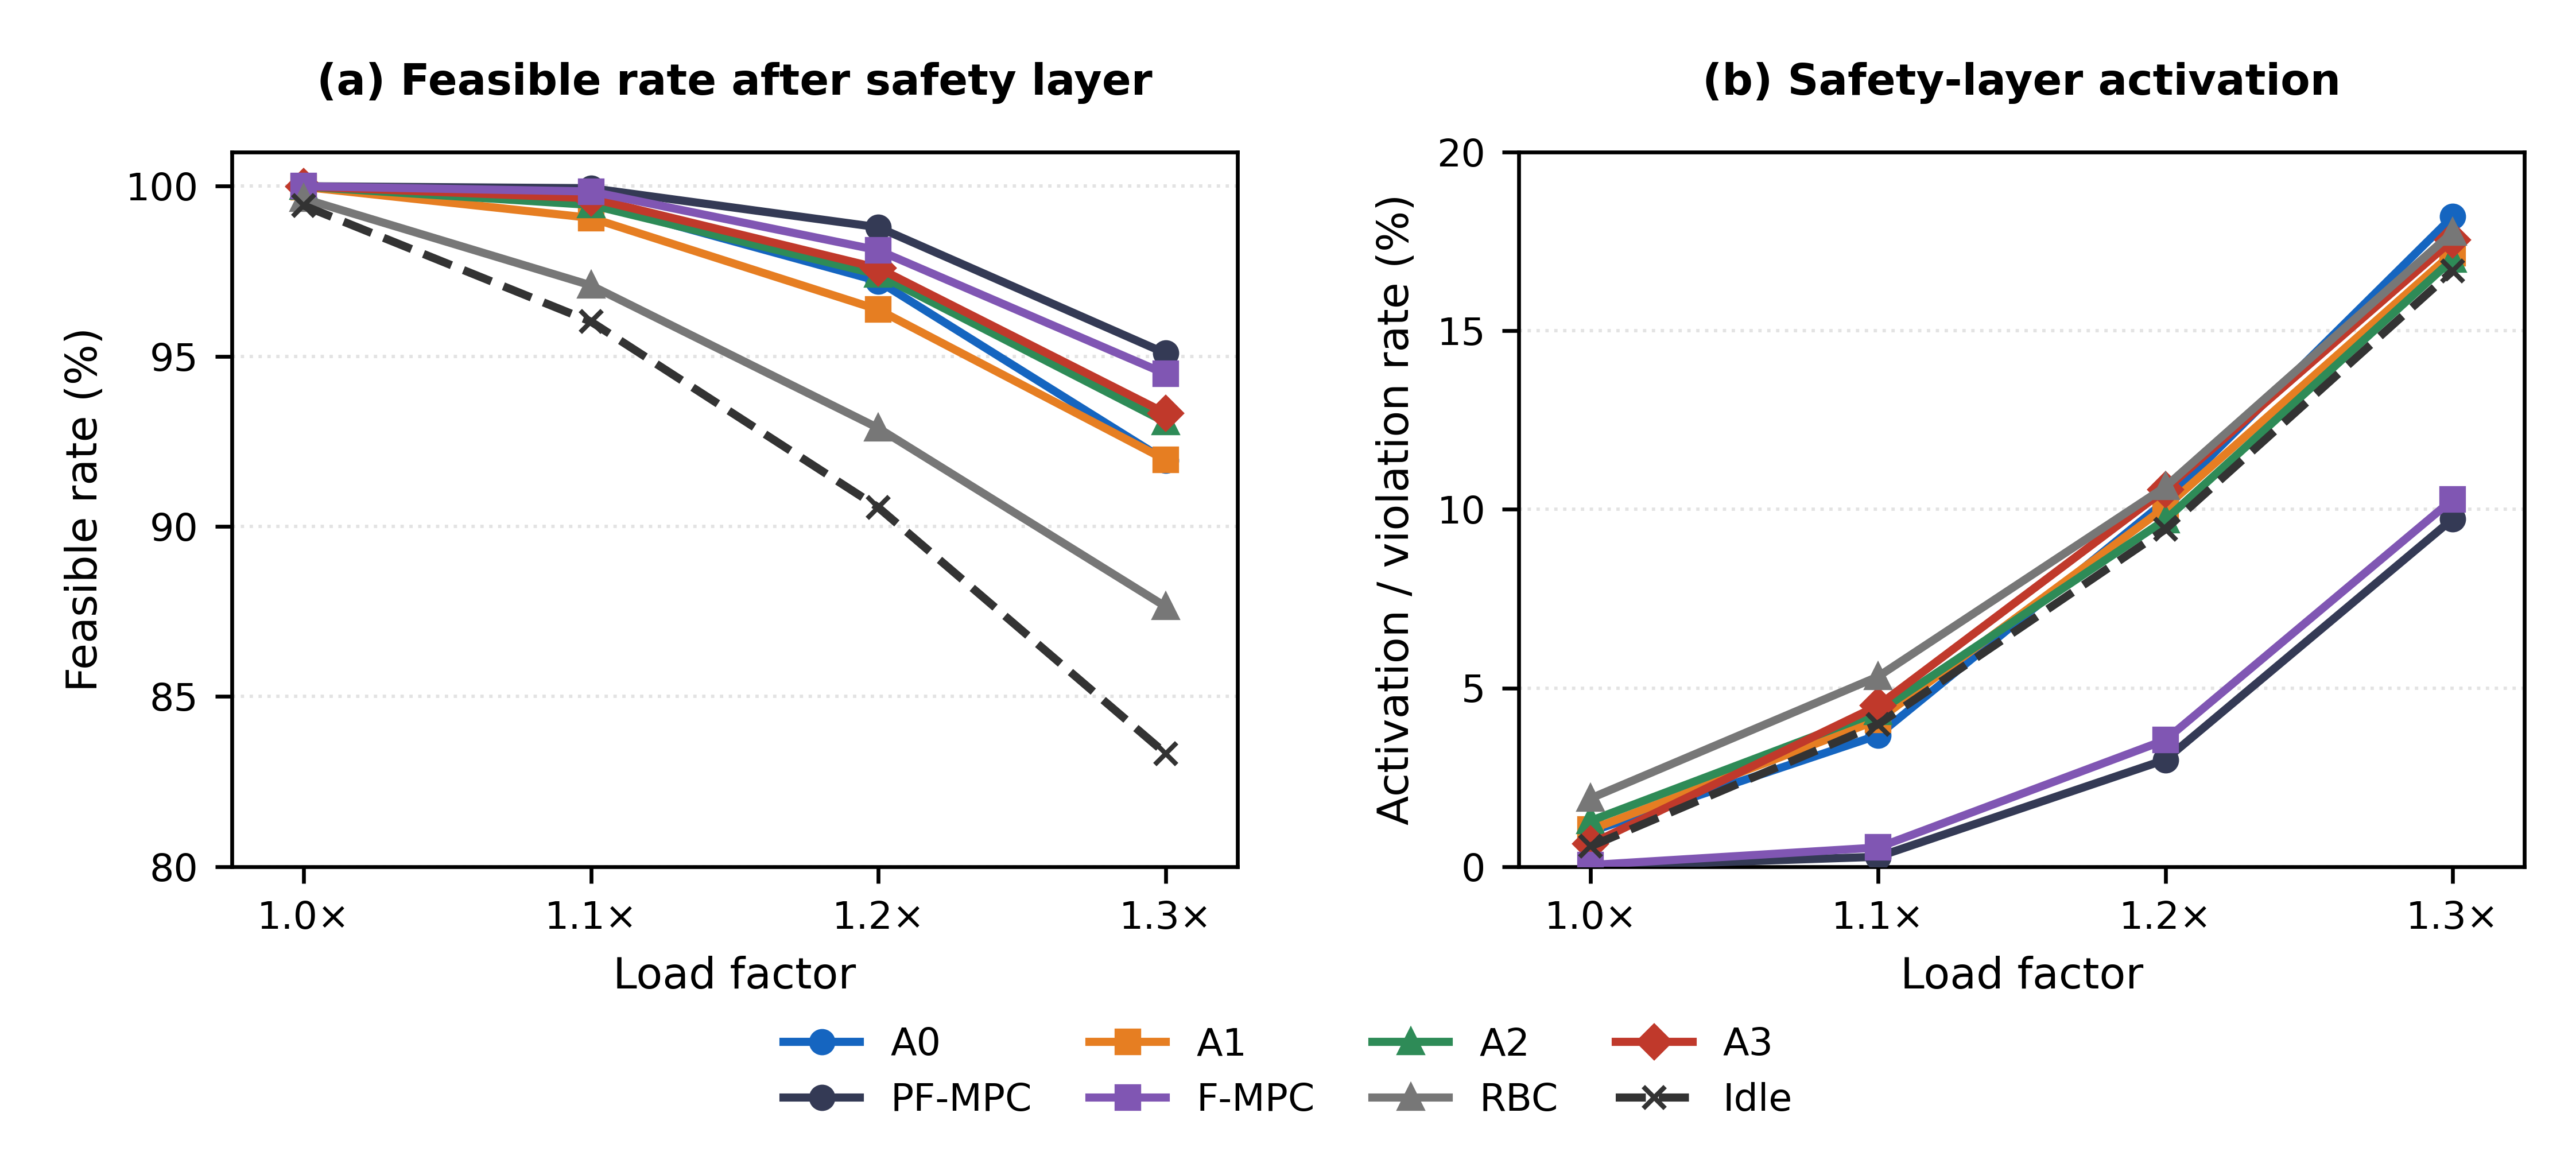 (a) Feasible rate after safety layer
Feasible rate (%)
100
95
90
85
80
1.0× 1.1× 1.2× 1.3×
Load factor
(b) Safety-layer activation
Activation / violation rate (%)
20
15
10
5
0
1.0× 1.1× 1.2× 1.3×
Load factor
A0 A1 A2 A3
PF-MPC F-MPC RBC Idle